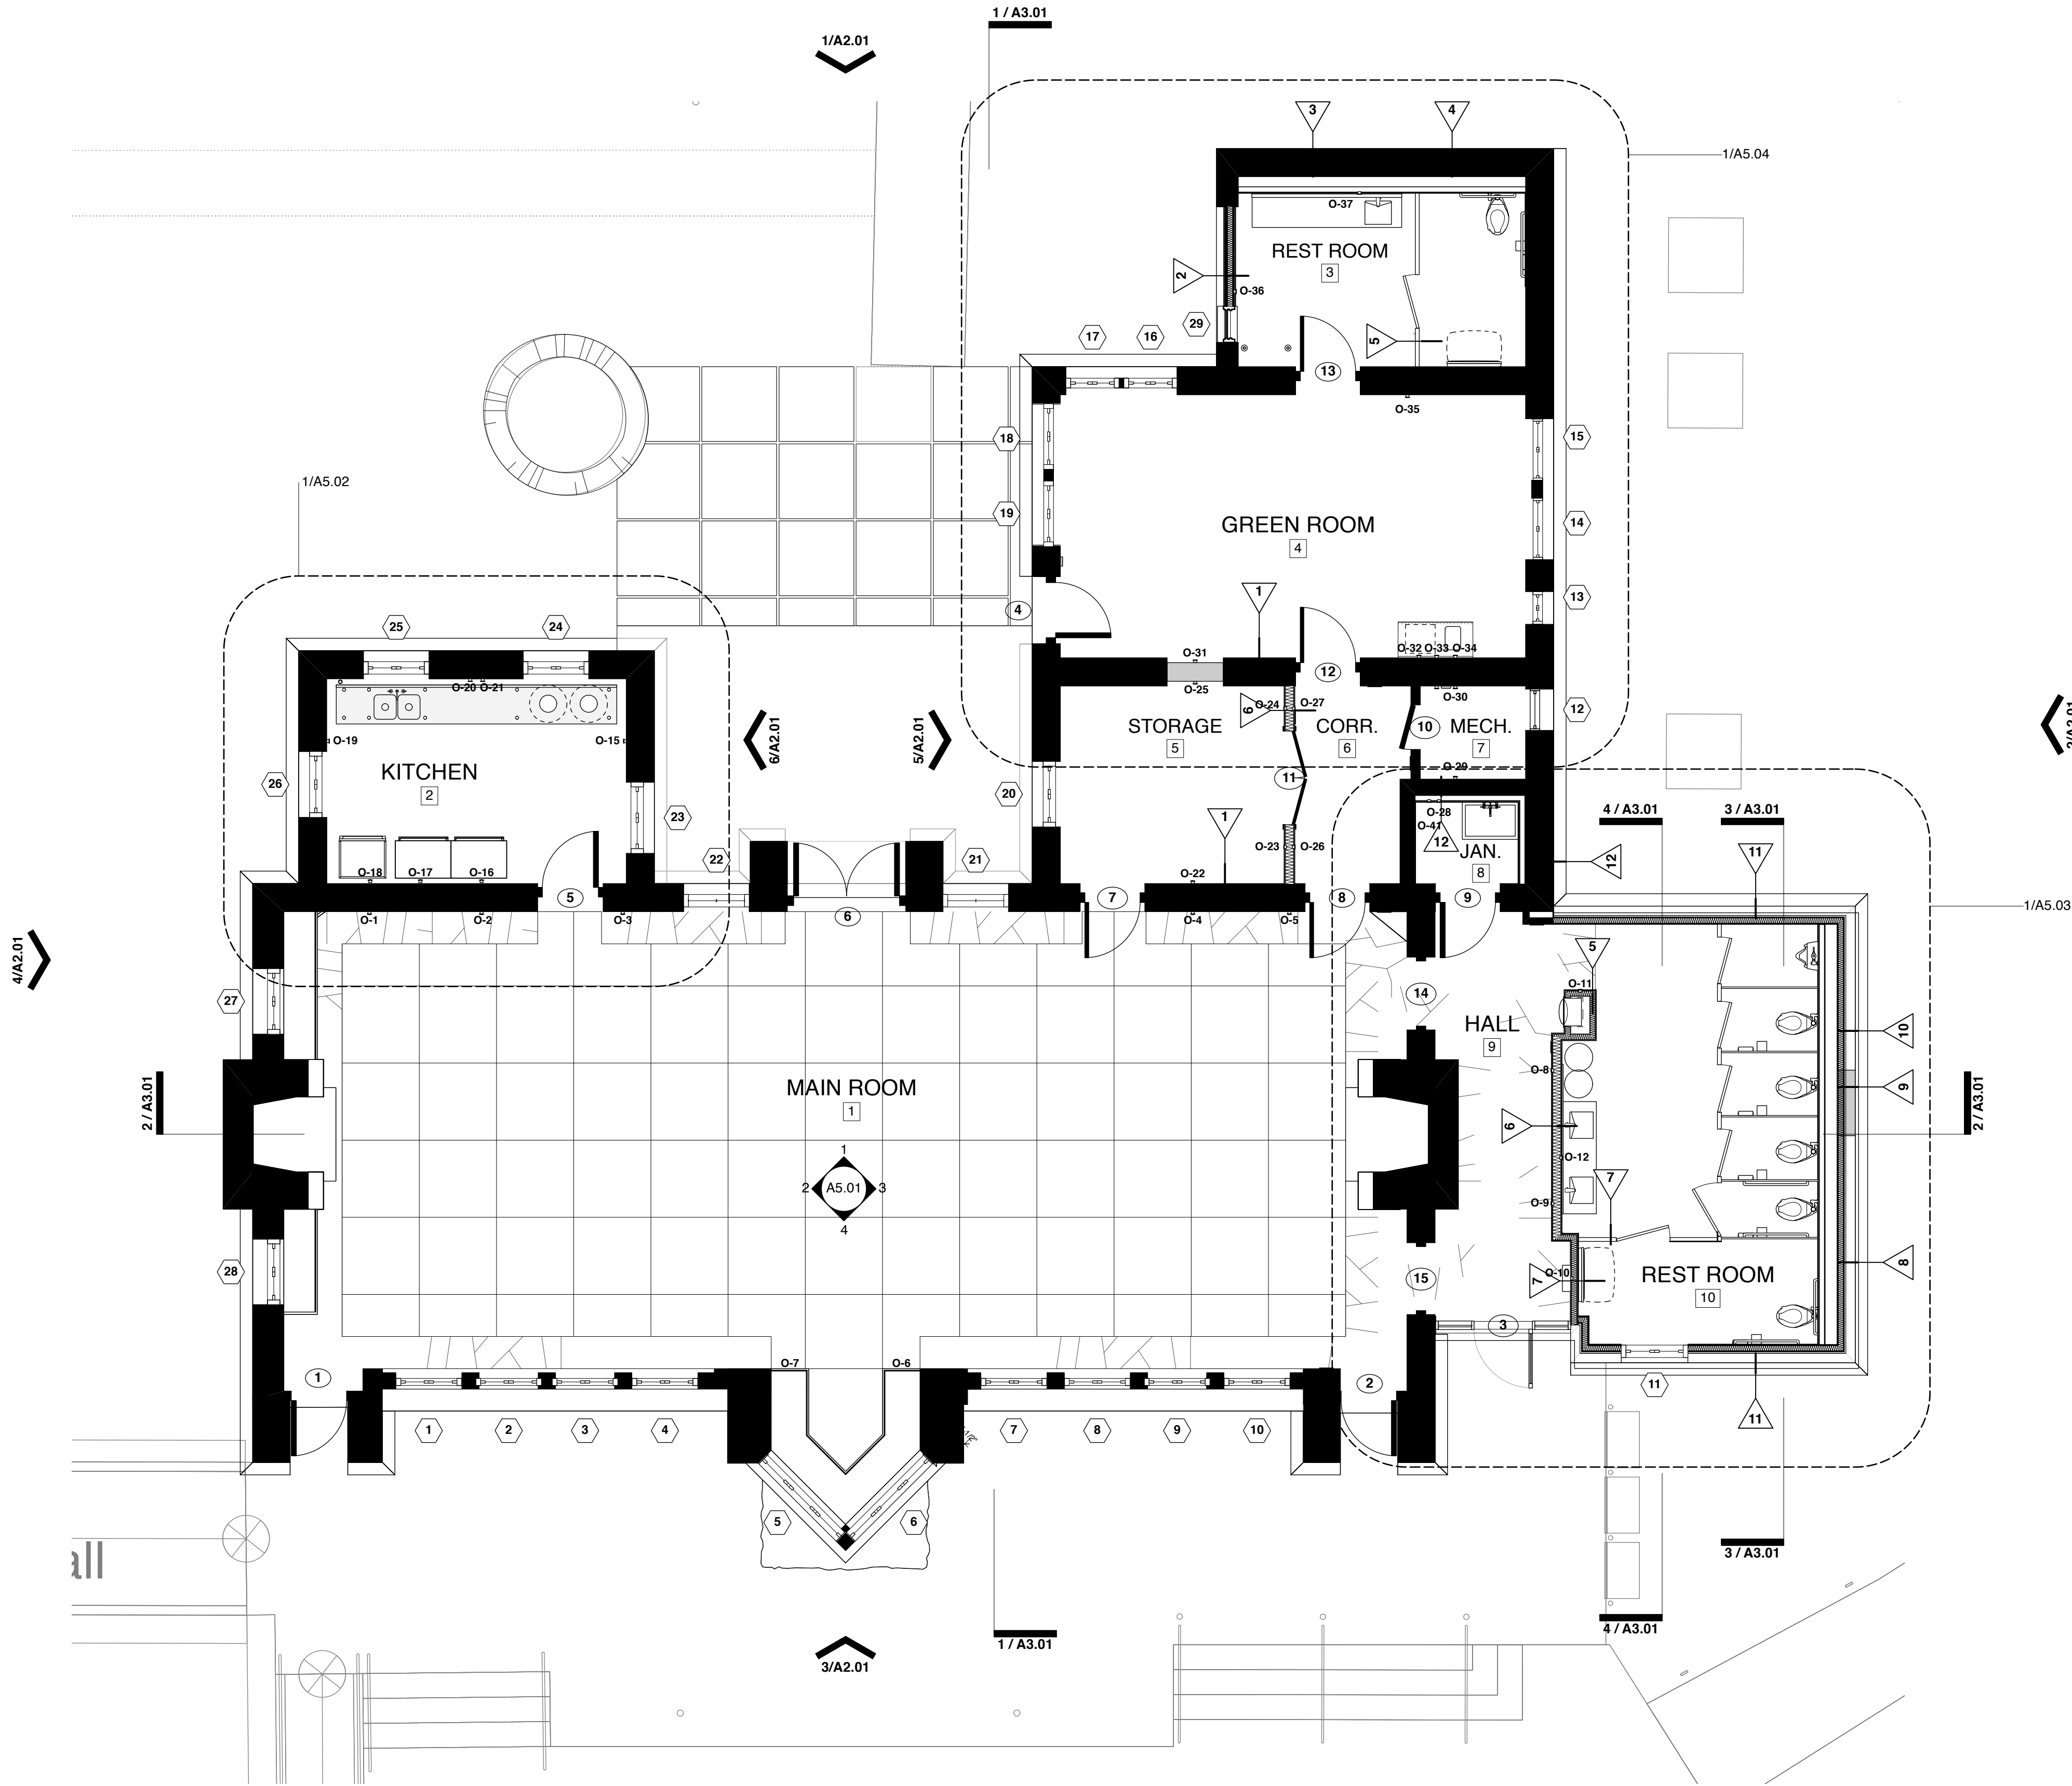 1 / A3.01
1/A2.01
3
4
1/A5.04
O-37
REST ROOM
3
2
O-36
29
17
16
5
13
O-35
18
15
1/A5.02
19
GREEN ROOM
4
14
1
13
4
25
24
O-31
12
O-32
O-33
O-34
O-20
O-21
O-25
6
O-24
O-27
O-30
12
O-19
O-15
6/A2.01
5/A2.01
STORAGE
5
CORR.
6
10
MECH.
7
KITCHEN
2
11
O-29
26
20
23
O-28
O-41
12
4 / A3.01
3 / A3.01
O-23
O-26
JAN.
8
12
11
22
21
O-18
O-17
O-16
O-22
5
6
7
8
9
1
1/A5.03
O-1
O-2
O-3
O-4
O-5
4/A2.01
5
O-11
27
14
HALL
9
10
2 / A3.01
MAIN ROOM
1
O-8
9
2 / A3.01
6
O-12
1
2
A5.01
3
4
7
O-9
28
15
7
O-10
REST ROOM
10
8
3
O-7
O-6
1
2
11
1
2
3
4
7
8
9
10
11
5
6
all
3 / A3.01
1 / A3.01
4 / A3.01
3/A2.01